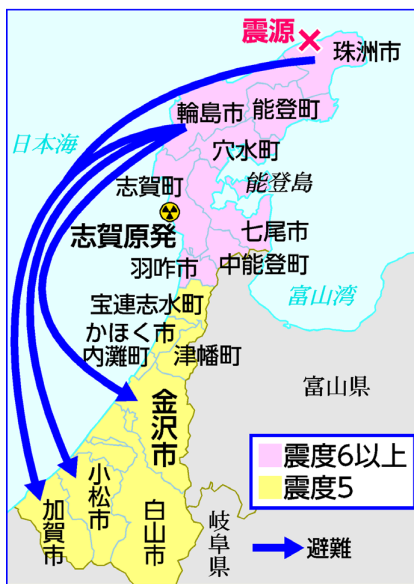 震源
珠洲市
輪島市
能登町
日本海
穴水町
志賀町
能登島
志賀原発
七尾市
羽咋市
中能登町
宝連志水町
富山湾
かほく市
内灘町
津幡町
金沢市
富山県
小松市
加賀市
白山市
岐阜県
震度6以上
震度5
避難